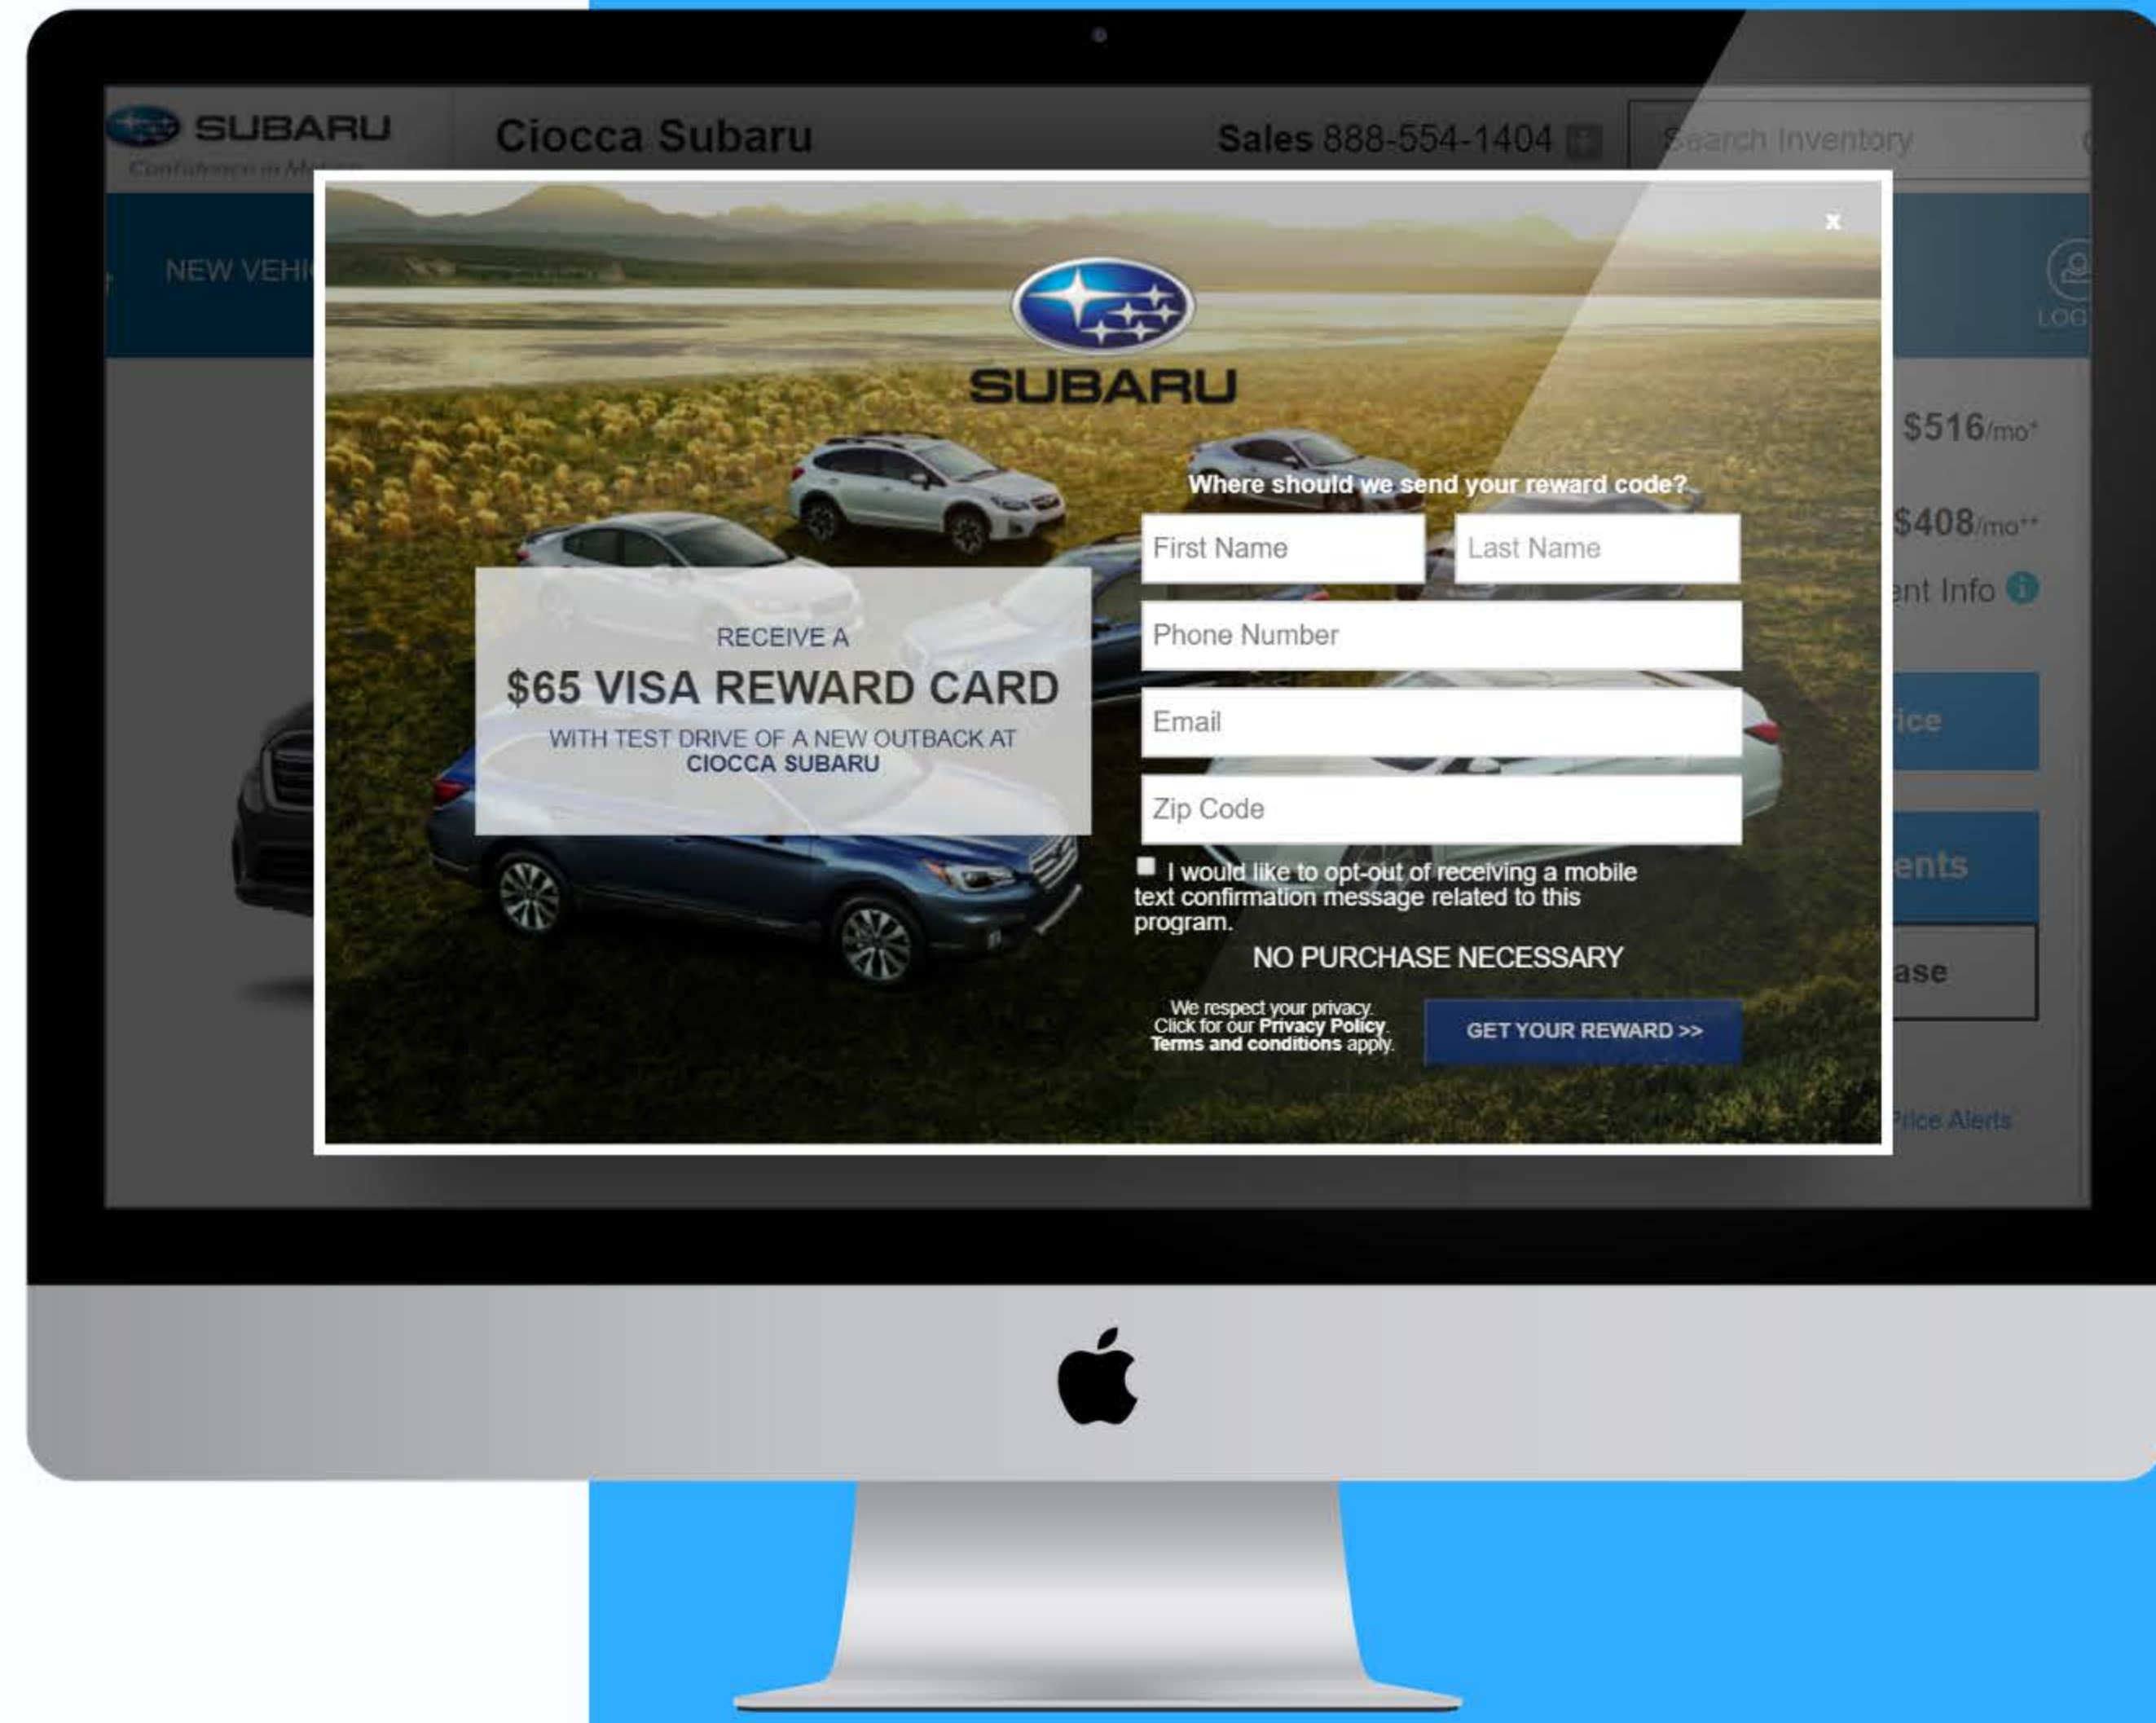 SUBARU
Confidence in Motion
Ciocca Subaru
Sales 888-554-1404
Search Inventory
NEW VEHI
LOG
SUBARU
x
RECEIVE A
$65 VISA REWARD CARD
WITH TEST DRIVE OF A NEW OUTBACK AT
CIOCCA SUBARU
Where should we send your reward code?
First Name
Last Name
Phone Number
Email
Zip Code
I would like to opt-out of receiving a mobile
text confirmation message related to this
program.
NO PURCHASE NECESSARY
We respect your privacy.
Click for our Privacy Policy.
Terms and conditions apply.
GET YOUR REWARD >>
$516/mo*
$408/mo**
ent Info
ice
ents
ase
Price Alerts